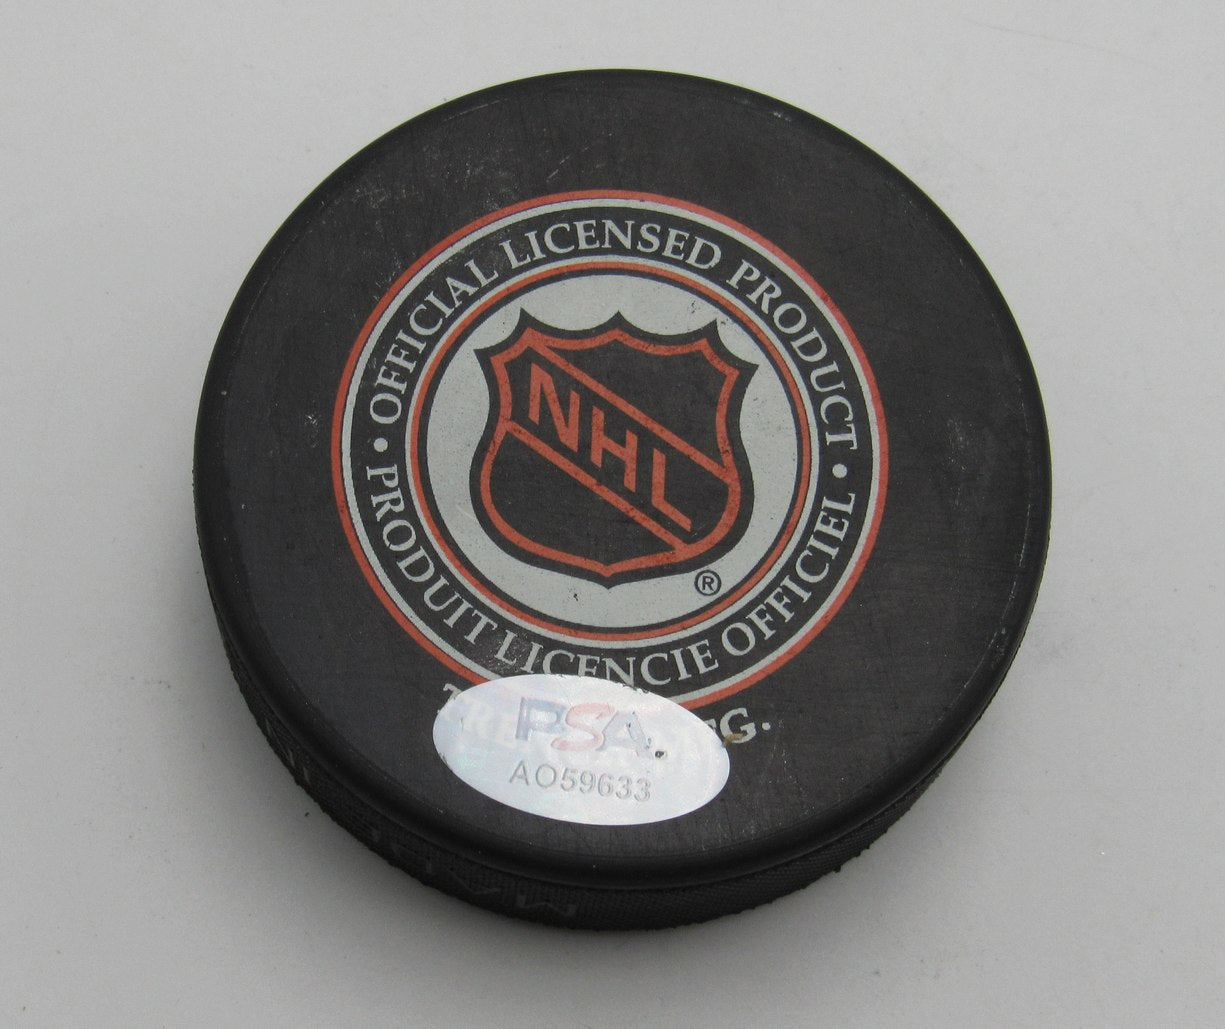 • OFFICIAL LICENSED PRODUCT •
NHL
®
PRODUIT LICENCIE OFFICIEL
PSA
AO59633